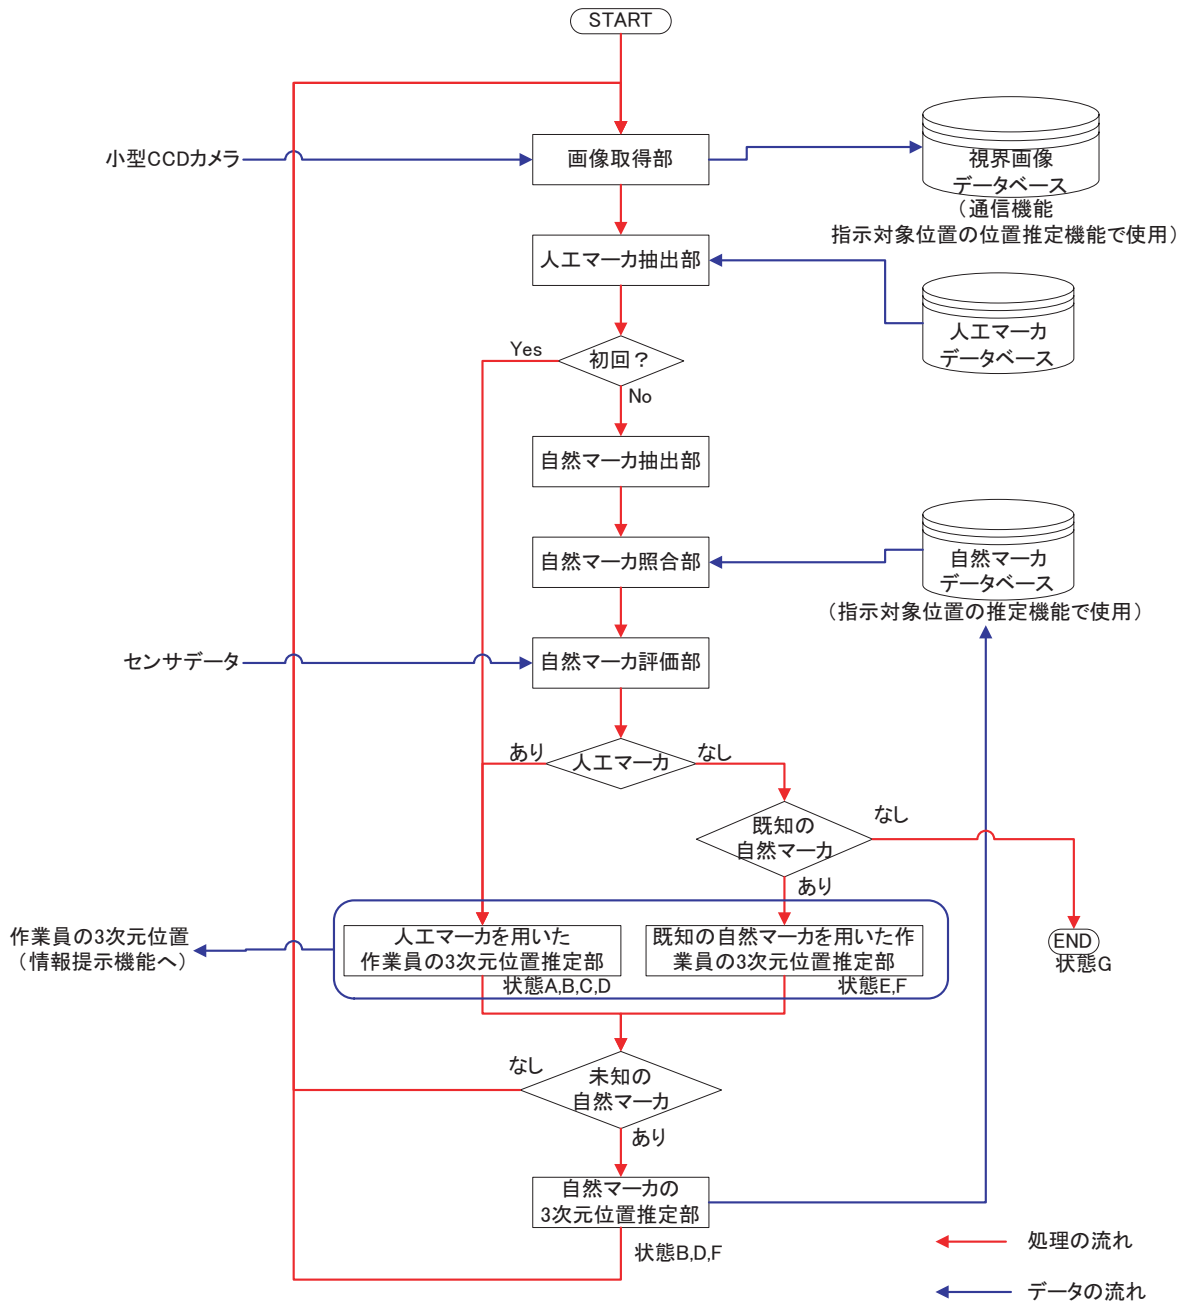 START
小型CCDカメラ
画像取得部
視界画像
データベース
（通信機能
指示対象位置の位置推定機能で使用）
人工マーカ抽出部
人工マーカ
データベース
Yes
初回？
No
自然マーカ抽出部
自然マーカ照合部
自然マーカ
データベース
（指示対象位置の推定機能で使用）
センサデータ
自然マーカ評価部
あり
人工マーカ
なし
既知の
自然マーカ
なし
あり
作業員の3次元位置
（情報提示機能へ）
人工マーカを用いた
作業員の3次元位置推定部
状態A,B,C,D
既知の自然マーカを用いた作
業員の3次元位置推定部
状態E,F
END
状態G
なし
未知の
自然マーカ
あり
自然マーカの
3次元位置推定部
状態B,D,F
処理の流れ
データの流れ